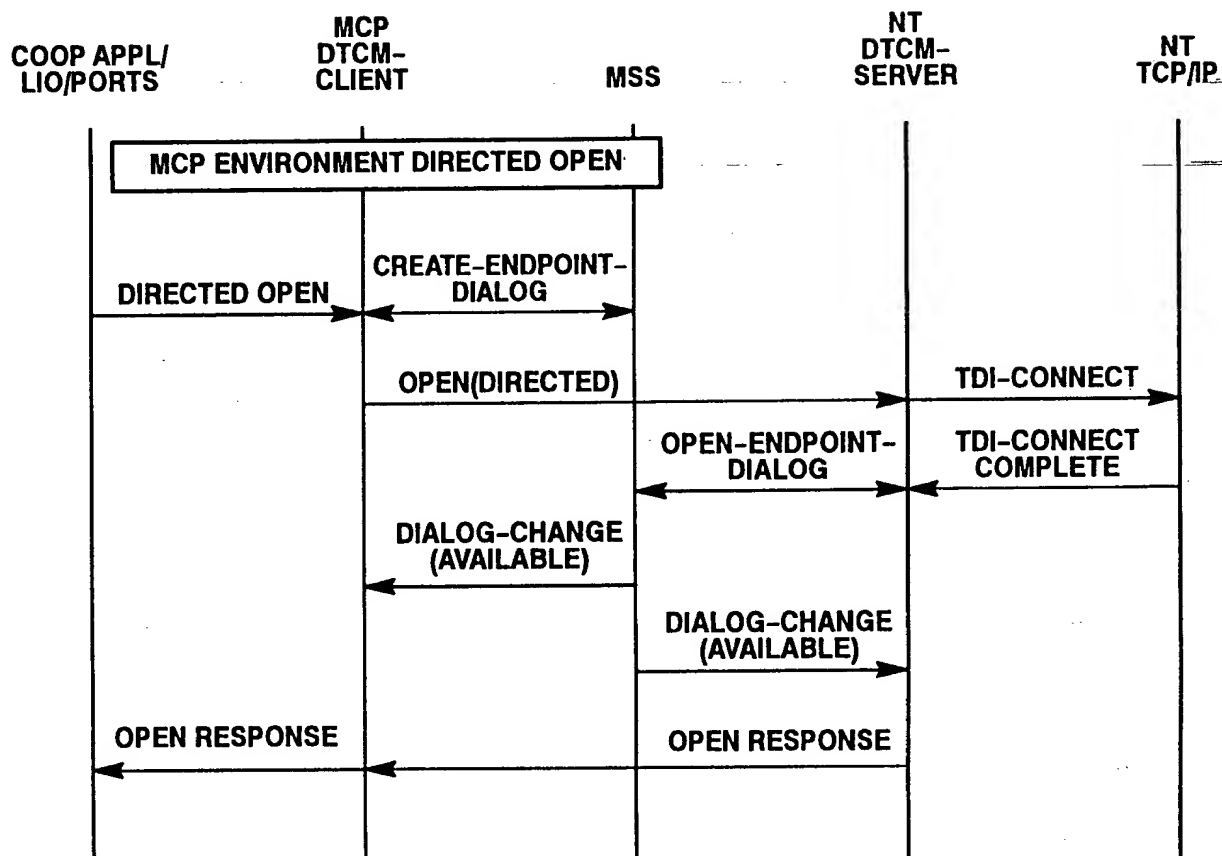 COOP APPL/
LIO/PORTS
MCP
DTCM-
CLIENT
MSS
NT
DTCM-
SERVER
NT
TCP/IP
MCP ENVIRONMENT DIRECTED OPEN
DIRECTED OPEN
CREATE-ENDPOINT-
DIALOG
OPEN(DIRECTED)
TDI-CONNECT
OPEN-ENDPOINT-
DIALOG
TDI-CONNECT
COMPLETE
DIALOG-CHANGE
(AVAILABLE)
DIALOG-CHANGE
(AVAILABLE)
OPEN RESPONSE
OPEN RESPONSE